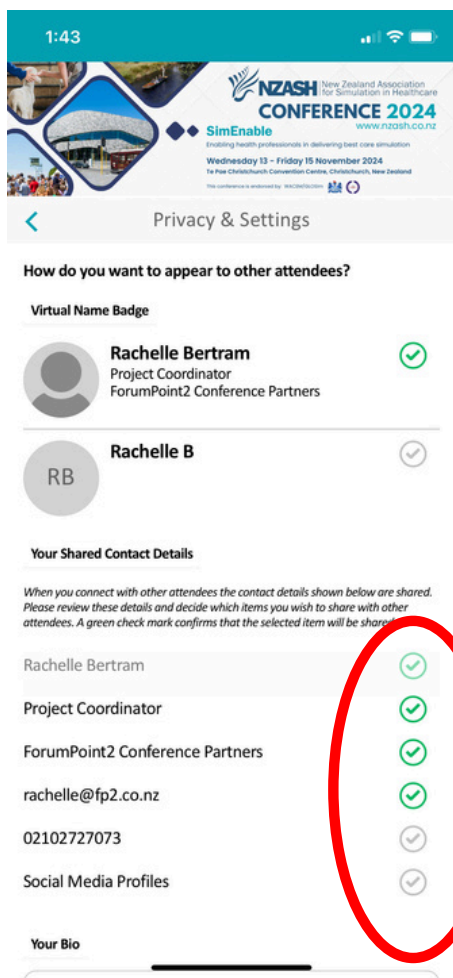 1:43
NZASH New Zealand Association for Simulation in Healthcare
CONFERENCE 2024
www.nzash.co.nz
SimEnable
Enabling health professionals in delivering best care simulation
Wednesday 13 - Friday 15 November 2024
Te Pae Christchurch Convention Centre, Christchurch, New Zealand
This conference is endorsed by
Privacy & Settings
How do you want to appear to other attendees?
Virtual Name Badge
Rachelle Bertram
Project Coordinator
ForumPoint2 Conference Partners
RB
Rachelle B
Your Shared Contact Details
When you connect with other attendees the contact details shown below are shared.
Please review these details and decide which items you wish to share with other
attendees. A green check mark confirms that the selected item will be shared
Rachelle Bertram
Project Coordinator
ForumPoint2 Conference Partners
rachelle@fp2.co.nz
02102727073
Social Media Profiles
Your Bio